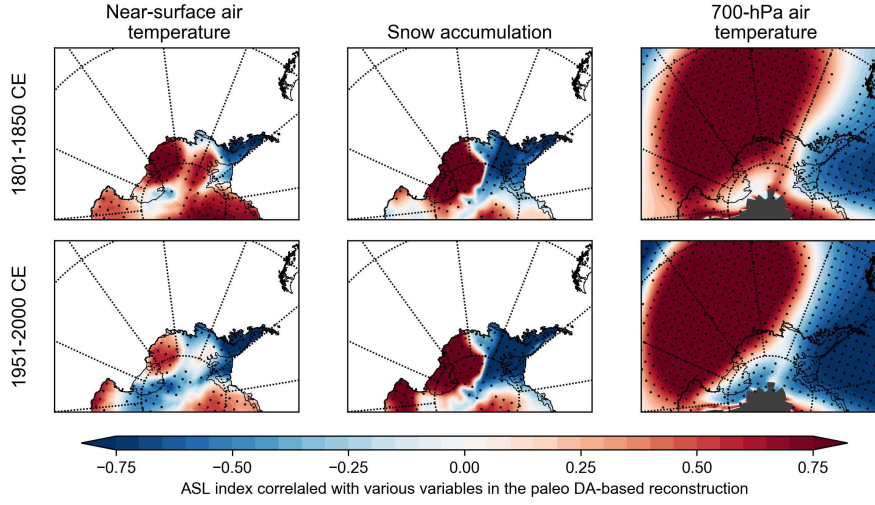 Near-surface air
temperature
Snow accumulation
700-hPa air
temperature
1801-1850 CE
1951-2000 CE
−0.75 −0.50 −0.25 0.00 0.25 0.50 0.75
ASL index correlaled with various variables in the paleo DA-based reconstruction